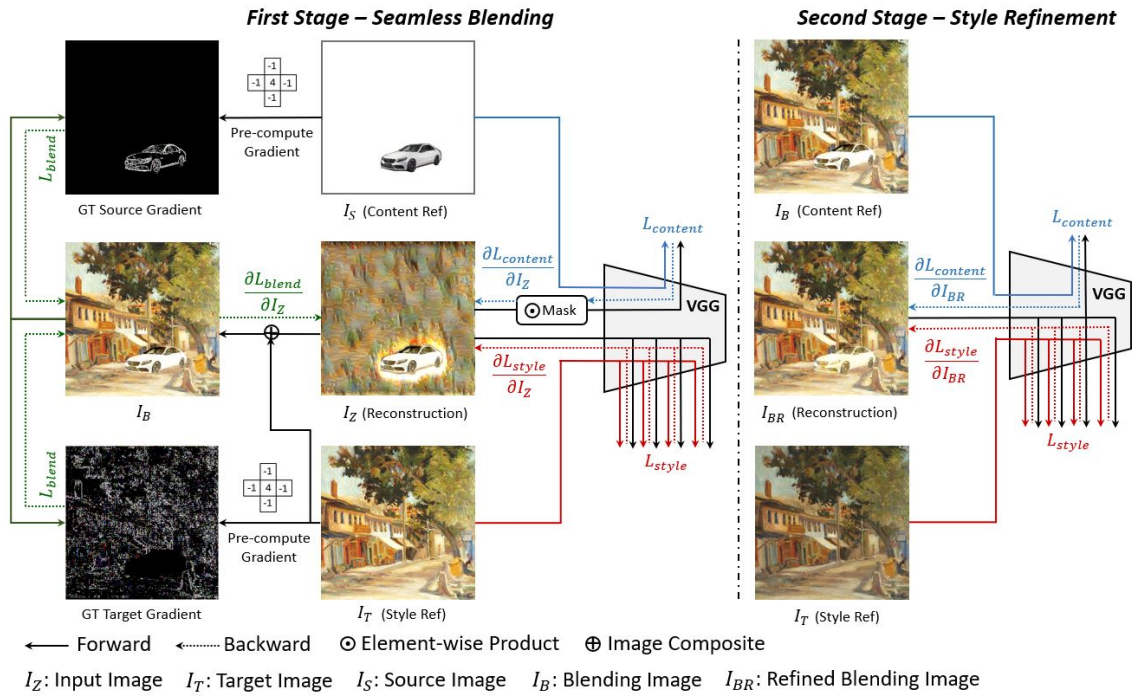 First Stage – Seamless Blending
Second Stage – Style Refinement
-1
-1 4 -1
-1
Pre-compute
Gradient
L_blend
GT Source Gradient
I_S (Content Ref)
I_B (Content Ref)
L_content
L_content
∂L_blend
∂I_Z
∂L_content
∂I_Z
Mask
VGG
∂L_content
∂I_BR
VGG
∂L_style
∂I_Z
∂L_style
∂I_BR
I_B
I_Z (Reconstruction)
I_BR (Reconstruction)
L_blend
-1
-1 4 -1
-1
Pre-compute
Gradient
L_style
L_style
GT Target Gradient
I_T (Style Ref)
I_T (Style Ref)
Forward Backward Element-wise Product Image Composite
I_Z: Input Image I_T: Target Image I_S: Source Image I_B: Blending Image I_BR: Refined Blending Image